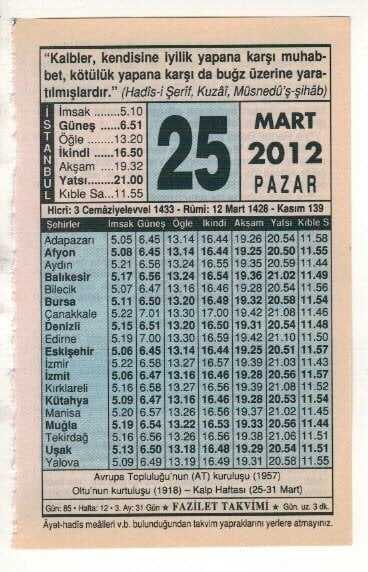 “Kalbler, kendisine iyilik yapana karşı muhab-
bet, kötülük yapana karşı da buğz üzerine yara-
tılmışlardır.” (Hadîs-i Şerîf, Kuzâî, Müsnedü’ş-şihâb)
İSTANBUL
İmsak .......5.10
Güneş ......6.51
Öğle ........13.20
İkindi .....16.50
Akşam ....19.32
Yatsı.......21.00
Kıble Sa...11.55
25
MART
2012
PAZAR
Hicrî: 3 Cemâziyelevvel 1433 - Rûmi: 12 Mart 1428 - Kasım 139
Şehirler İmsak Güneş Öğle İkindi Akşam Yatsı Kıble S
Adapazarı 5.05 6.45 13.14 16.44 19.26 20.54 11.58
Afyon 5.08 6.45 13.14 16.44 19.25 20.50 11.55
Aydın 5.21 6.56 13.24 16.55 19.35 20.59 11.44
Balıkesir 5.17 6.56 13.24 16.54 19.36 21.02 11.49
Bilecik 5.07 6.47 13.16 16.46 19.28 20.54 11.56
Bursa 5.11 6.50 13.20 16.49 19.32 20.58 11.54
Çanakkale 5.22 7.01 13.30 17.00 19.42 21.08 11.46
Denizli 5.15 6.51 13.20 16.50 19.31 20.54 11.48
Edirne 5.19 7.00 13.30 16.59 19.42 21.10 11.50
Eskişehir 5.06 6.45 13.14 16.44 19.25 20.51 11.57
İzmir 5.22 6.58 13.27 16.57 19.39 21.03 11.43
İzmit 5.06 6.47 13.16 16.46 19.28 20.56 11.57
Kırklareli 5.16 6.58 13.27 16.56 19.39 21.08 11.52
Kütahya 5.09 6.47 13.16 16.46 19.28 20.53 11.54
Manisa 5.20 6.57 13.26 16.56 19.37 21.02 11.45
Muğla 5.19 6.54 13.22 16.53 19.33 20.56 11.44
Tekirdağ 5.16 6.56 13.26 16.56 19.38 21.06 11.51
Uşak 5.13 6.50 13.18 16.48 19.29 20.54 11.51
Yalova 5.09 6.49 13.19 16.49 19.31 20.58 11.55
Avrupa Topluluğu’nun (AT) kuruluşu (1957)
Oltu’nun kurtuluşu (1918) – Kalp Haftası (25-31 Mart)
Gün: 85 • Hafta: 12 • 3. Ay: 31 Gün ★ FAZİLET TAKVİMİ ★ Gün. uz. 3 dk.
Âyet-hadîs meâlleri v.b. bulunduğundan takvim yapraklarını yerlere atmayınız.